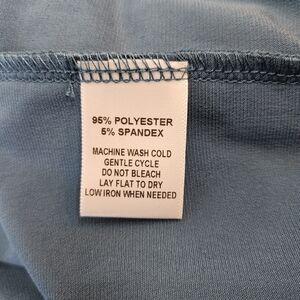 95% POLYESTER
5% SPANDEX
MACHINE WASH COLD
GENTLE CYCLE
DO NOT BLEACH
LAY FLAT TO DRY
LOW IRON WHEN NEEDED